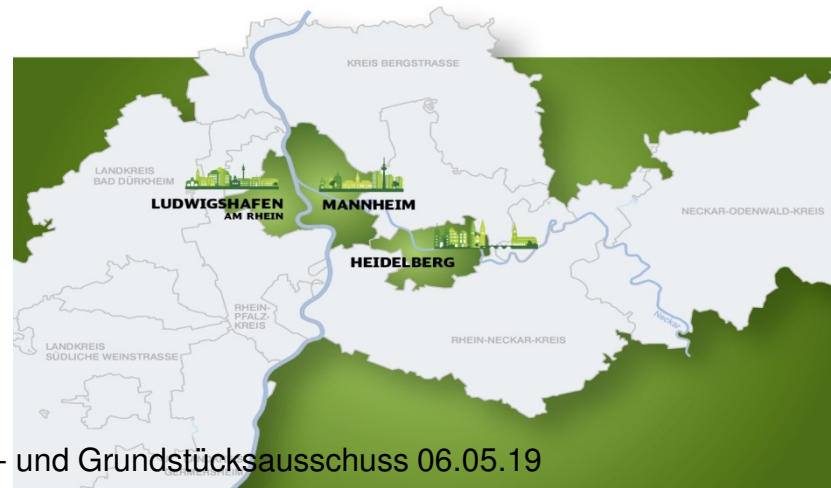 KREIS BERGSTRASSE
LANDKREIS
BAD DÜRKHEIM
LUDWIGSHAFEN
AM RHEIN
MANNHEIM
NECKAR-ODENWALD-KREIS
HEIDELBERG
RHEIN-
PFALZ-
KREIS
Neckar
RHEIN-NECKAR-KREIS
LANDKREIS
SÜDLICHE WEINSTRASSE
- und Grundstücksausschuss 06.05.19
GERMERSHEIM